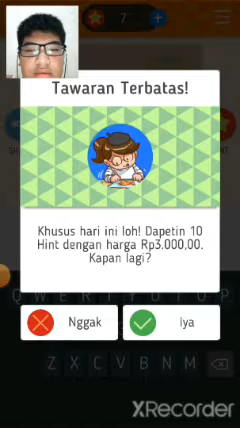 7
Tawaran Terbatas!
Khusus hari ini loh! Dapetin 10
Hint dengan harga Rp3.000,00.
Kapan lagi?
Nggak
Iya
Q W E R T Y U I O P
Z X C V B N M
XRecorder